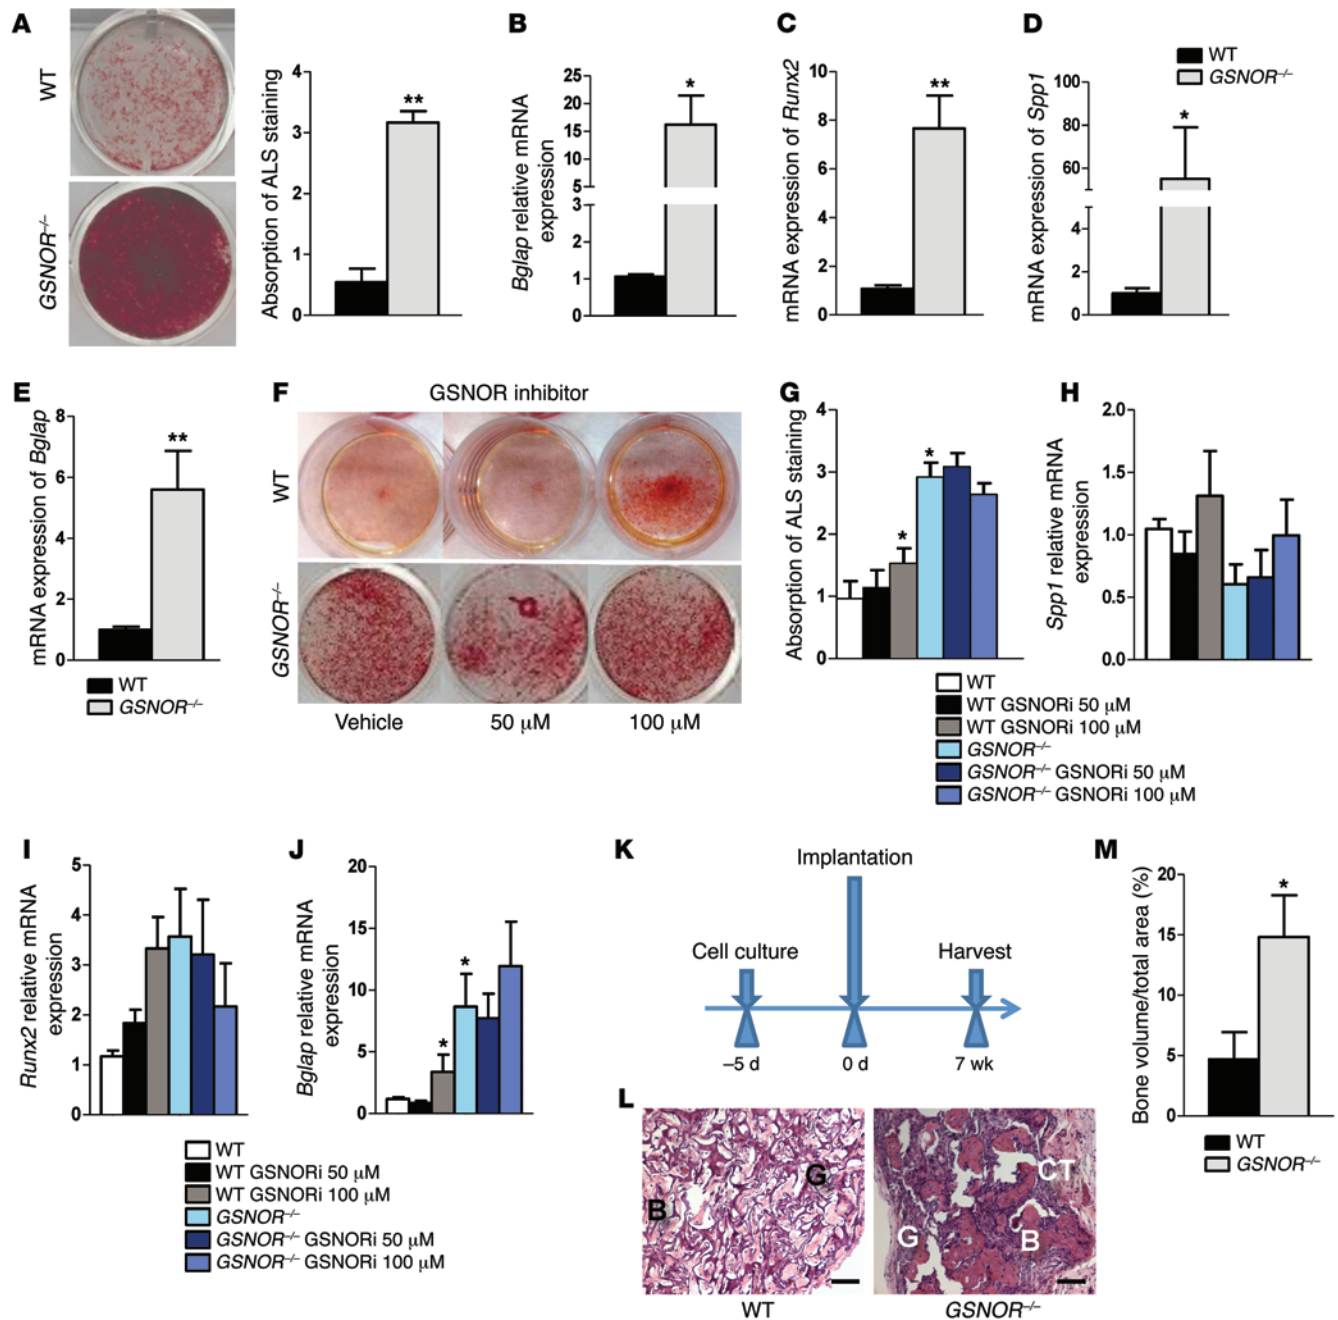 A
WT
GSNOR–/–
Absorption of ALS staining
4
3
2
1
0
**
B
Bglap relative mRNA
expression
25
20
15
10
5
3
2
1
0
*
C
mRNA expression of Runx2
10
8
6
4
2
0
**
D
mRNA expression of Spp1
100
80
60
4
2
0
*
WT
GSNOR–/–
E
mRNA expression of Bglap
8
6
4
2
0
**
WT
GSNOR–/–
F
GSNOR inhibitor
WT
GSNOR–/–
Vehicle
50 μM
100 μM
G
Absorption of ALS staining
4
3
2
1
0
*
*
H
Spp1 relative mRNA
expression
2.0
1.5
1.0
0.5
0.0
WT
WT GSNORi 50 μM
WT GSNORi 100 μM
GSNOR–/–
GSNOR–/– GSNORi 50 μM
GSNOR–/– GSNORi 100 μM
I
Runx2 relative mRNA
expression
5
4
3
2
1
0
J
Bglap relative mRNA
expression
20
15
10
5
0
*
*
WT
WT GSNORi 50 μM
WT GSNORi 100 μM
GSNOR–/–
GSNOR–/– GSNORi 50 μM
GSNOR–/– GSNORi 100 μM
K
Implantation
Cell culture
Harvest
–5 d
0 d
7 wk
L
B
G
WT
G
B
CT
GSNOR–/–
M
Bone volume/total area (%)
20
15
10
5
0
*
WT
GSNOR–/–